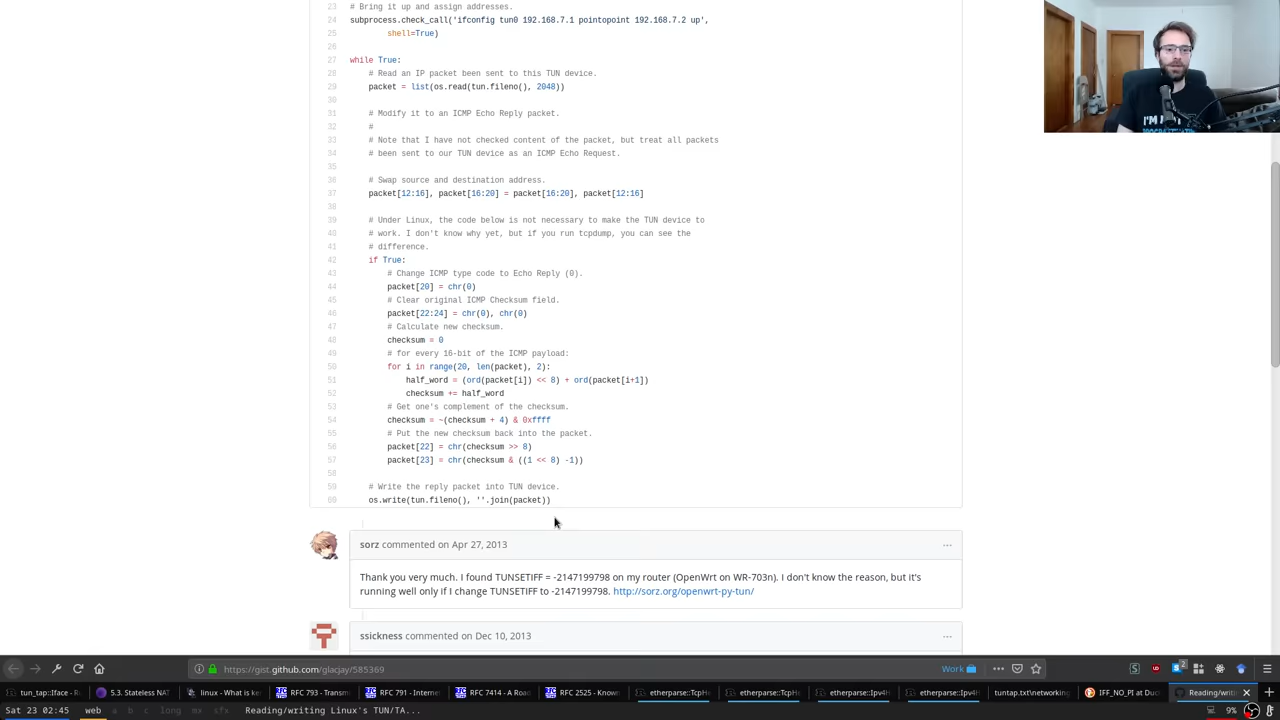 23 # Bring it up and assign addresses.
24 subprocess.check_call('ifconfig tun0 192.168.7.1 pointopoint 192.168.7.2 up',
25 shell=True)
26
27 while True:
28 # Read an IP packet been sent to this TUN device.
29 packet = list(os.read(tun.fileno(), 2048))
30
31 # Modify it to an ICMP Echo Reply packet.
32 #
33 # Note that I have not checked content of the packet, but treat all packets
34 # been sent to our TUN device as an ICMP Echo Request.
35
36 # Swap source and destination address.
37 packet[12:16], packet[16:20] = packet[16:20], packet[12:16]
38
39 # Under Linux, the code below is not necessary to make the TUN device to
40 # work. I don't know why yet, but if you run tcpdump, you can see the
41 # difference.
42 if True:
43 # Change ICMP type code to Echo Reply (0).
44 packet[20] = chr(0)
45 # Clear original ICMP Checksum field.
46 packet[22:24] = chr(0), chr(0)
47 # Calculate new checksum.
48 checksum = 0
49 # for every 16-bit of the ICMP payload:
50 for i in range(20, len(packet), 2):
51 half_word = (ord(packet[i]) << 8) + ord(packet[i+1])
52 checksum += half_word
53 # Get one's complement of the checksum.
54 checksum = ~(checksum + 4) & 0xffff
55 # Put the new checksum back into the packet.
56 packet[22] = chr(checksum >> 8)
57 packet[23] = chr(checksum & ((1 << 8) -1))
58
59 # Write the reply packet into TUN device.
60 os.write(tun.fileno(), ''.join(packet))
sorz commented on Apr 27, 2013
Thank you very much. I found TUNSETIFF = -2147199798 on my router (OpenWrt on WR-703n). I don't know the reason, but it's
running well only if I change TUNSETIFF to -2147199798. http://sorz.org/openwrt-py-tun/
ssickness commented on Dec 10, 2013
https://gist.github.com/glacjay/585369 Work 2
tun_tap::Iface - R 5.3. Stateless NAT linux - What is ke RFC 793 - Transm RFC 791 - Interne RFC 7414 - A Road RFC 2525 - Known etherparse::TcpHe etherparse::TcpHe etherparse::Ipv4H etherparse::Ipv4H tuntap.txt\networking IFF_NO_PI at Duc Reading/writing
Sat 23 02:45 web a b c long mx sfx Reading/writing Linux's TUN/TA... 9%